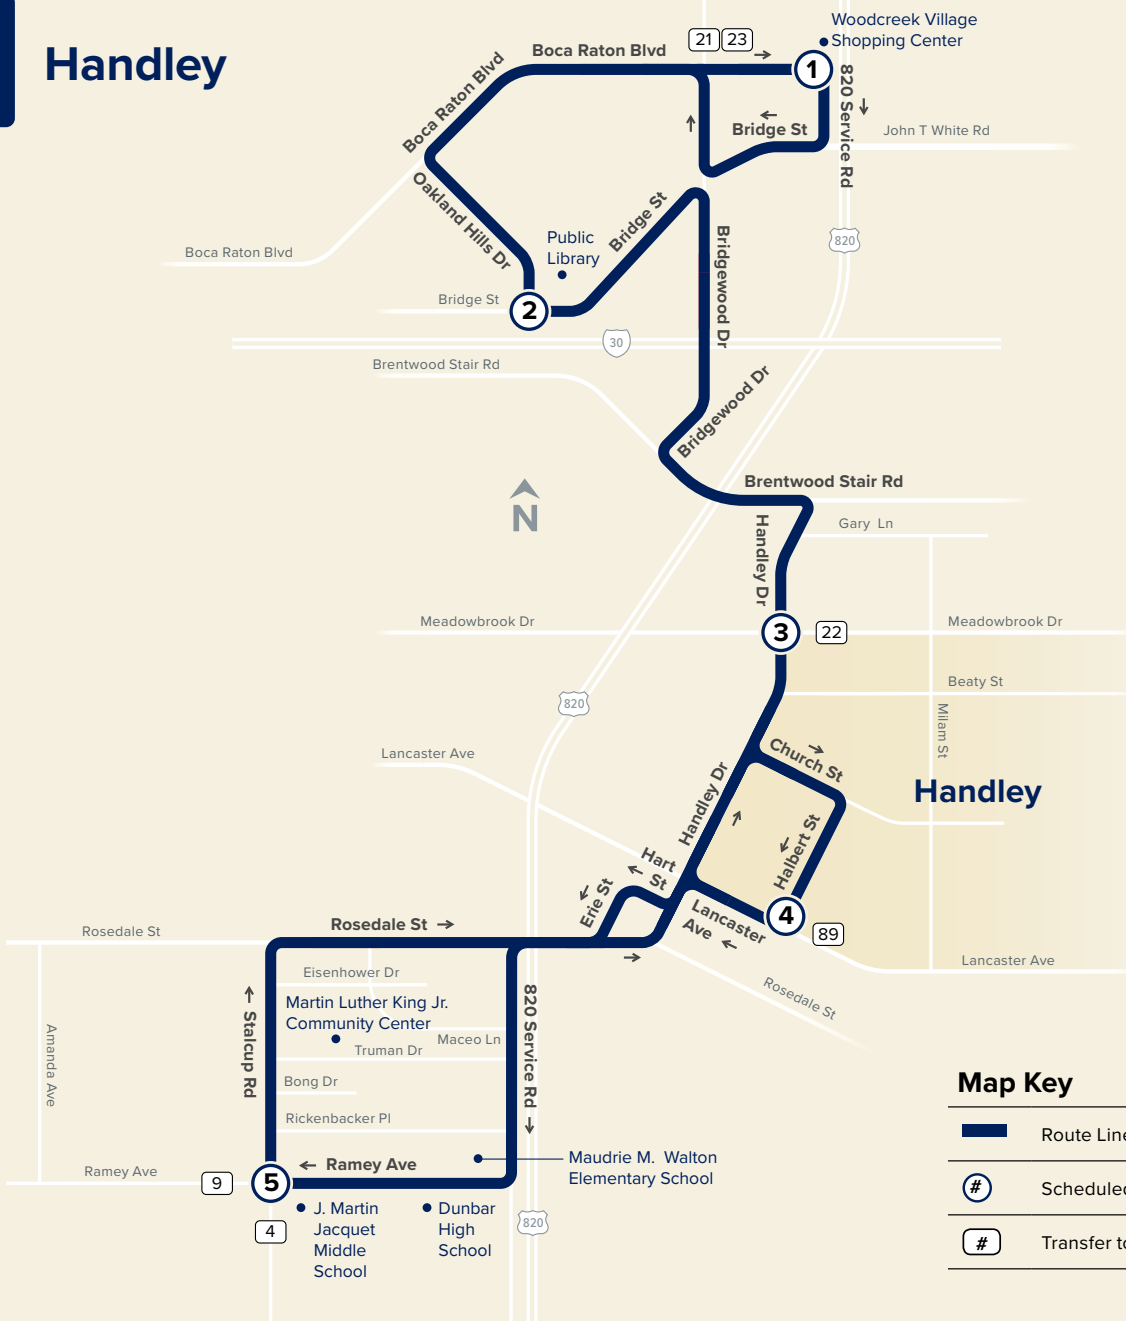 Handley
Woodcreek Village
Shopping Center
21
23
Boca Raton Blvd
1
Boca Raton Blvd
820 Service Rd
Bridge St
John T White Rd
Oakland Hills Dr
Bridge St
Public
Library
Bridgewood Dr
820
Boca Raton Blvd
Bridge St
2
30
Brentwood Stair Rd
Bridgewood Dr
Brentwood Stair Rd
N
Handley Dr
Gary Ln
Meadowbrook Dr
3
22
Meadowbrook Dr
Beaty St
820
Milam St
Lancaster Ave
Church St
Handley
Handley Dr
Halbert St
Hart
St
Erie St
Lancaster
Ave
4
89
Rosedale St
Rosedale St
Lancaster Ave
Eisenhower Dr
Rosedale St
Martin Luther King Jr.
Community Center
820 Service Rd
Stalcup Rd
Amanda Ave
Maceo Ln
Truman Dr
Bong Dr
Rickenbacker Pl
Map Key
Route Line
Ramey Ave
Ramey Ave
Maudrie M. Walton
Elementary School
9
5
#
Scheduled
4
J. Martin
Jacquet
Middle
School
Dunbar
High
School
820
#
Transfer to